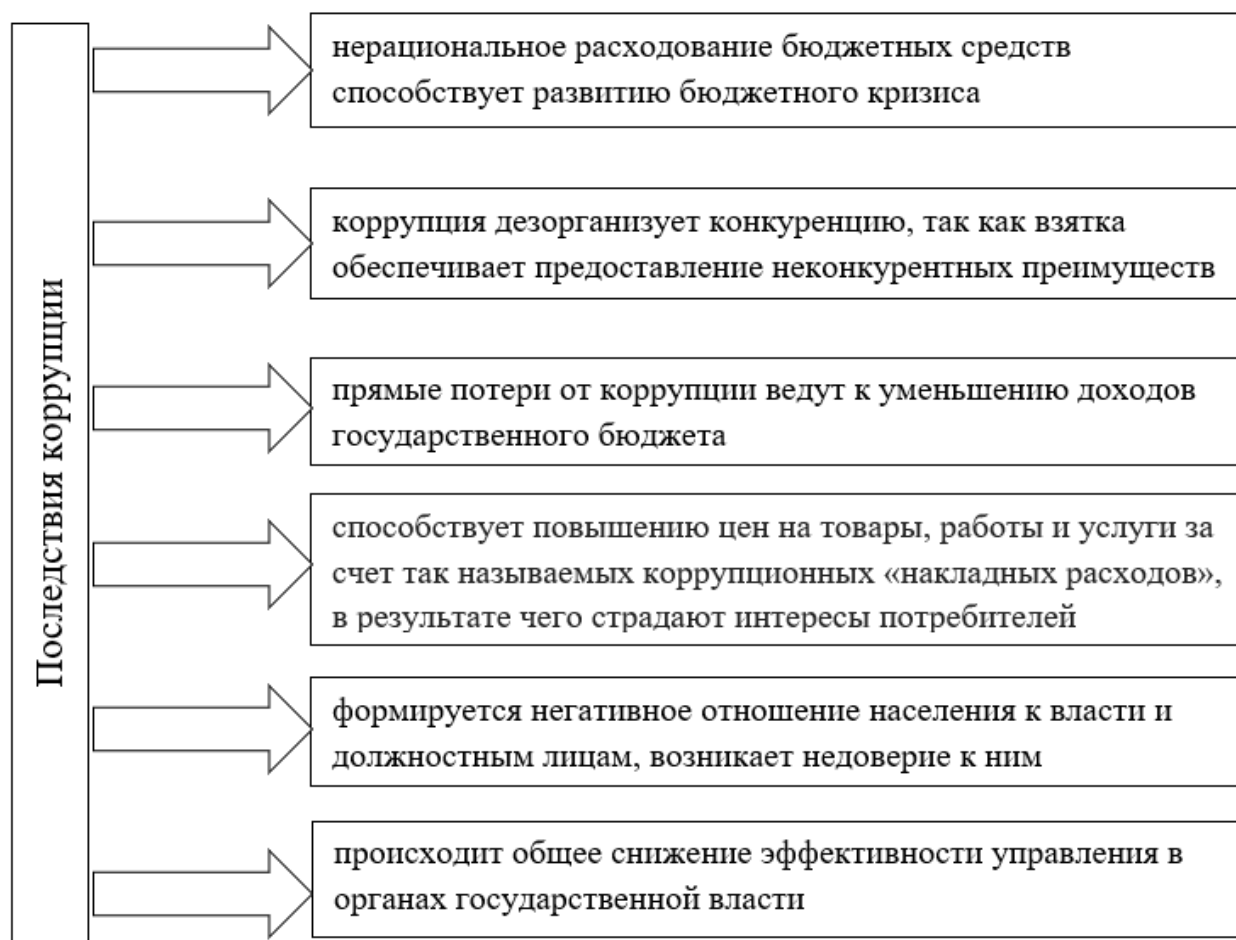 Последствия коррупции
нерациональное расходование бюджетных средств
способствует развитию бюджетного кризиса
коррупция дезорганизует конкуренцию, так как взятка
обеспечивает предоставление неконкурентных преимуществ
прямые потери от коррупции ведут к уменьшению доходов
государственного бюджета
способствует повышению цен на товары, работы и услуги за
счет так называемых коррупционных «накладных расходов»,
в результате чего страдают интересы потребителей
формируется негативное отношение населения к власти и
должностным лицам, возникает недоверие к ним
происходит общее снижение эффективности управления в
органах государственной власти